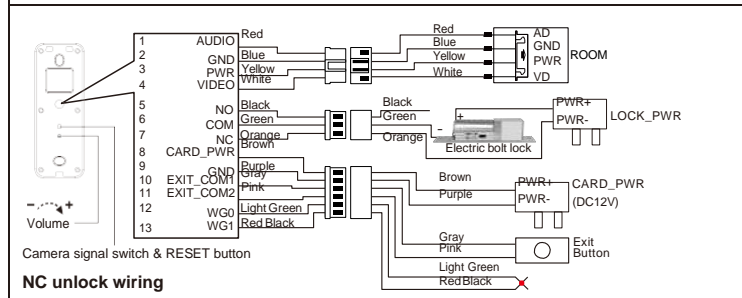 1 AUDIO Red
2 GND Blue
3 PWR Yellow
4 VIDEO White
5 NO Black
6 COM Green
7 NC Orange
8 CARD_PWR Brown
9 GND Purple
10 EXIT_COM1 Gray
11 EXIT_COM2 Pink
12 WG0 Light Green
13 WG1 Red Black
Red AD
Blue GND
Yellow PWR
White VD
ROOM
Black
Green
Orange
+
-
Electric bolt lock
PWR+
PWR-
LOCK_PWR
Brown PWR+
Purple PWR-
CARD_PWR
(DC12V)
Gray
Pink
Exit
Button
Light Green
Red Black
- +
Volume
Camera signal switch & RESET button
NC unlock wiring